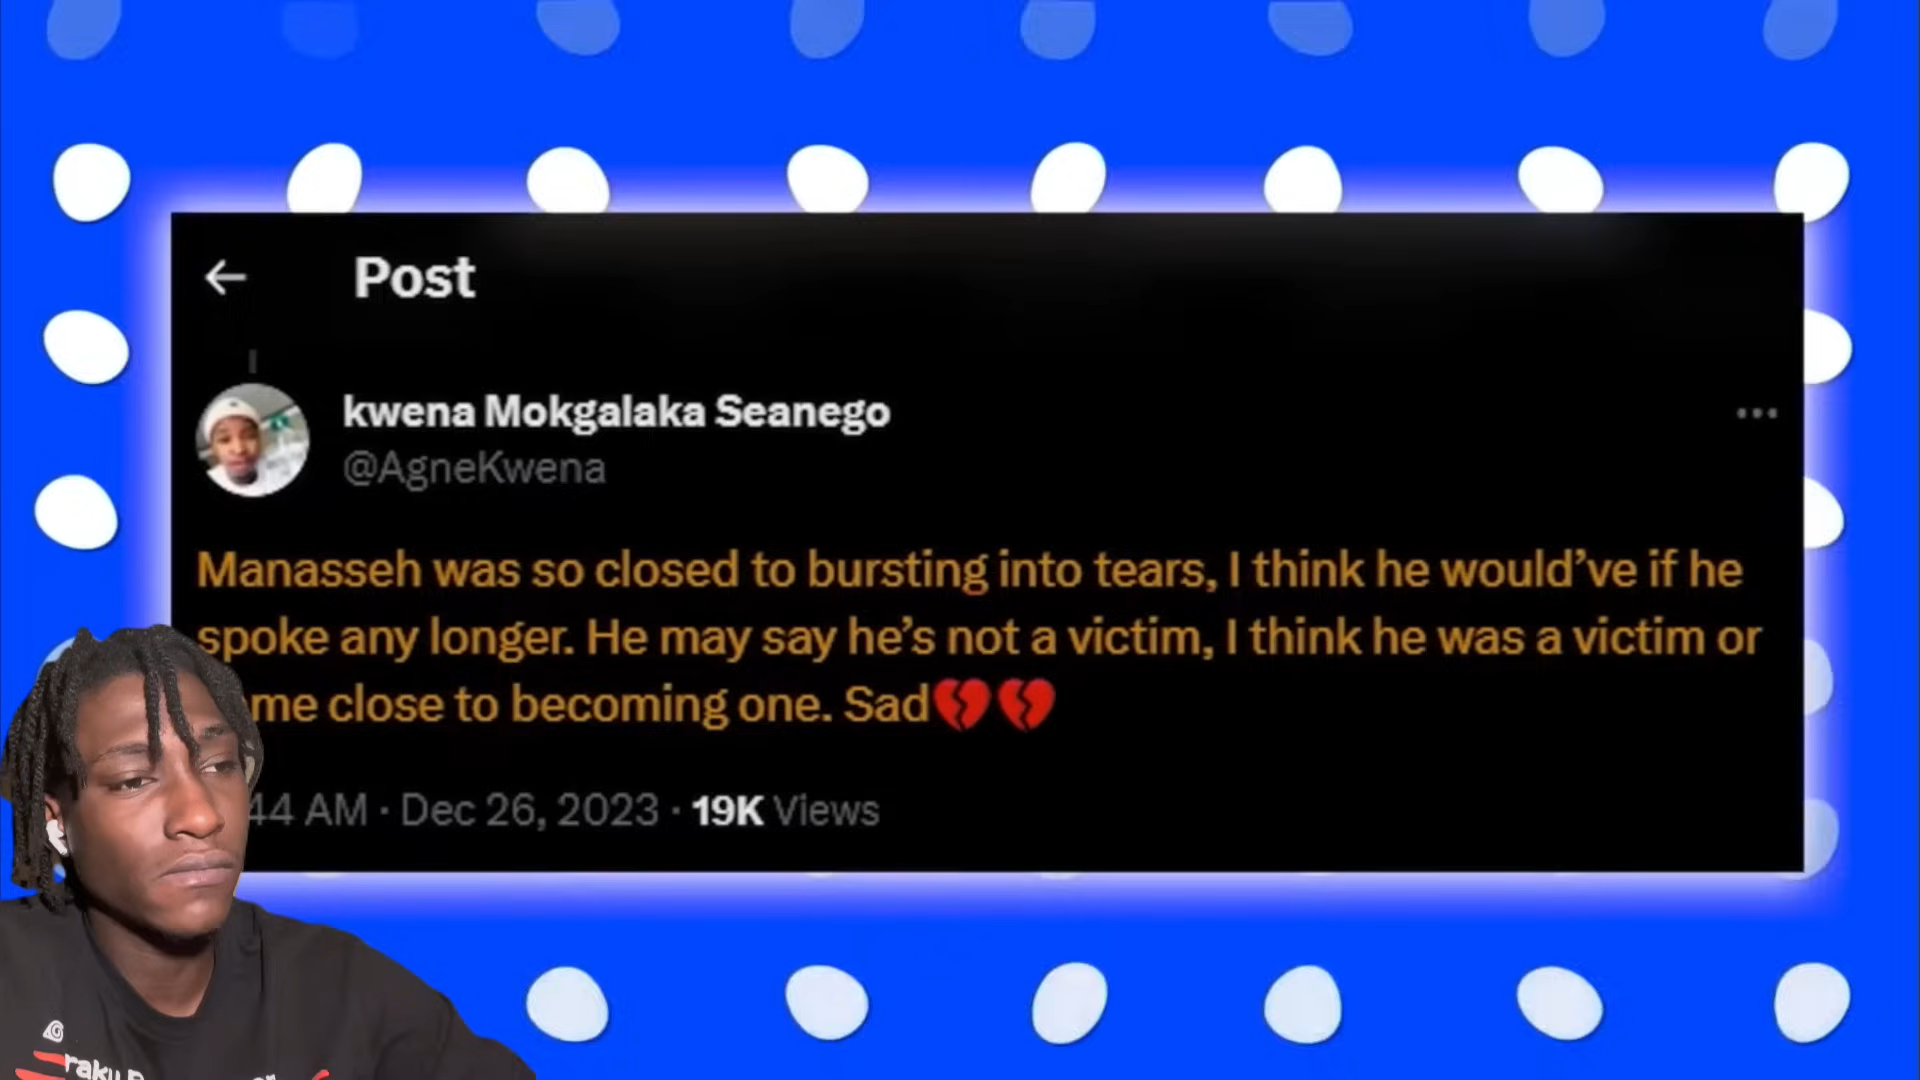 Post
kwena Mokgalaka Seanego
@AgneKwena
Manasseh was so closed to bursting into tears, I think he would've if he
spoke any longer. He may say he's not a victim, I think he was a victim or
me close to becoming one. Sad💔💔
44 AM · Dec 26, 2023 · 19K Views
raku